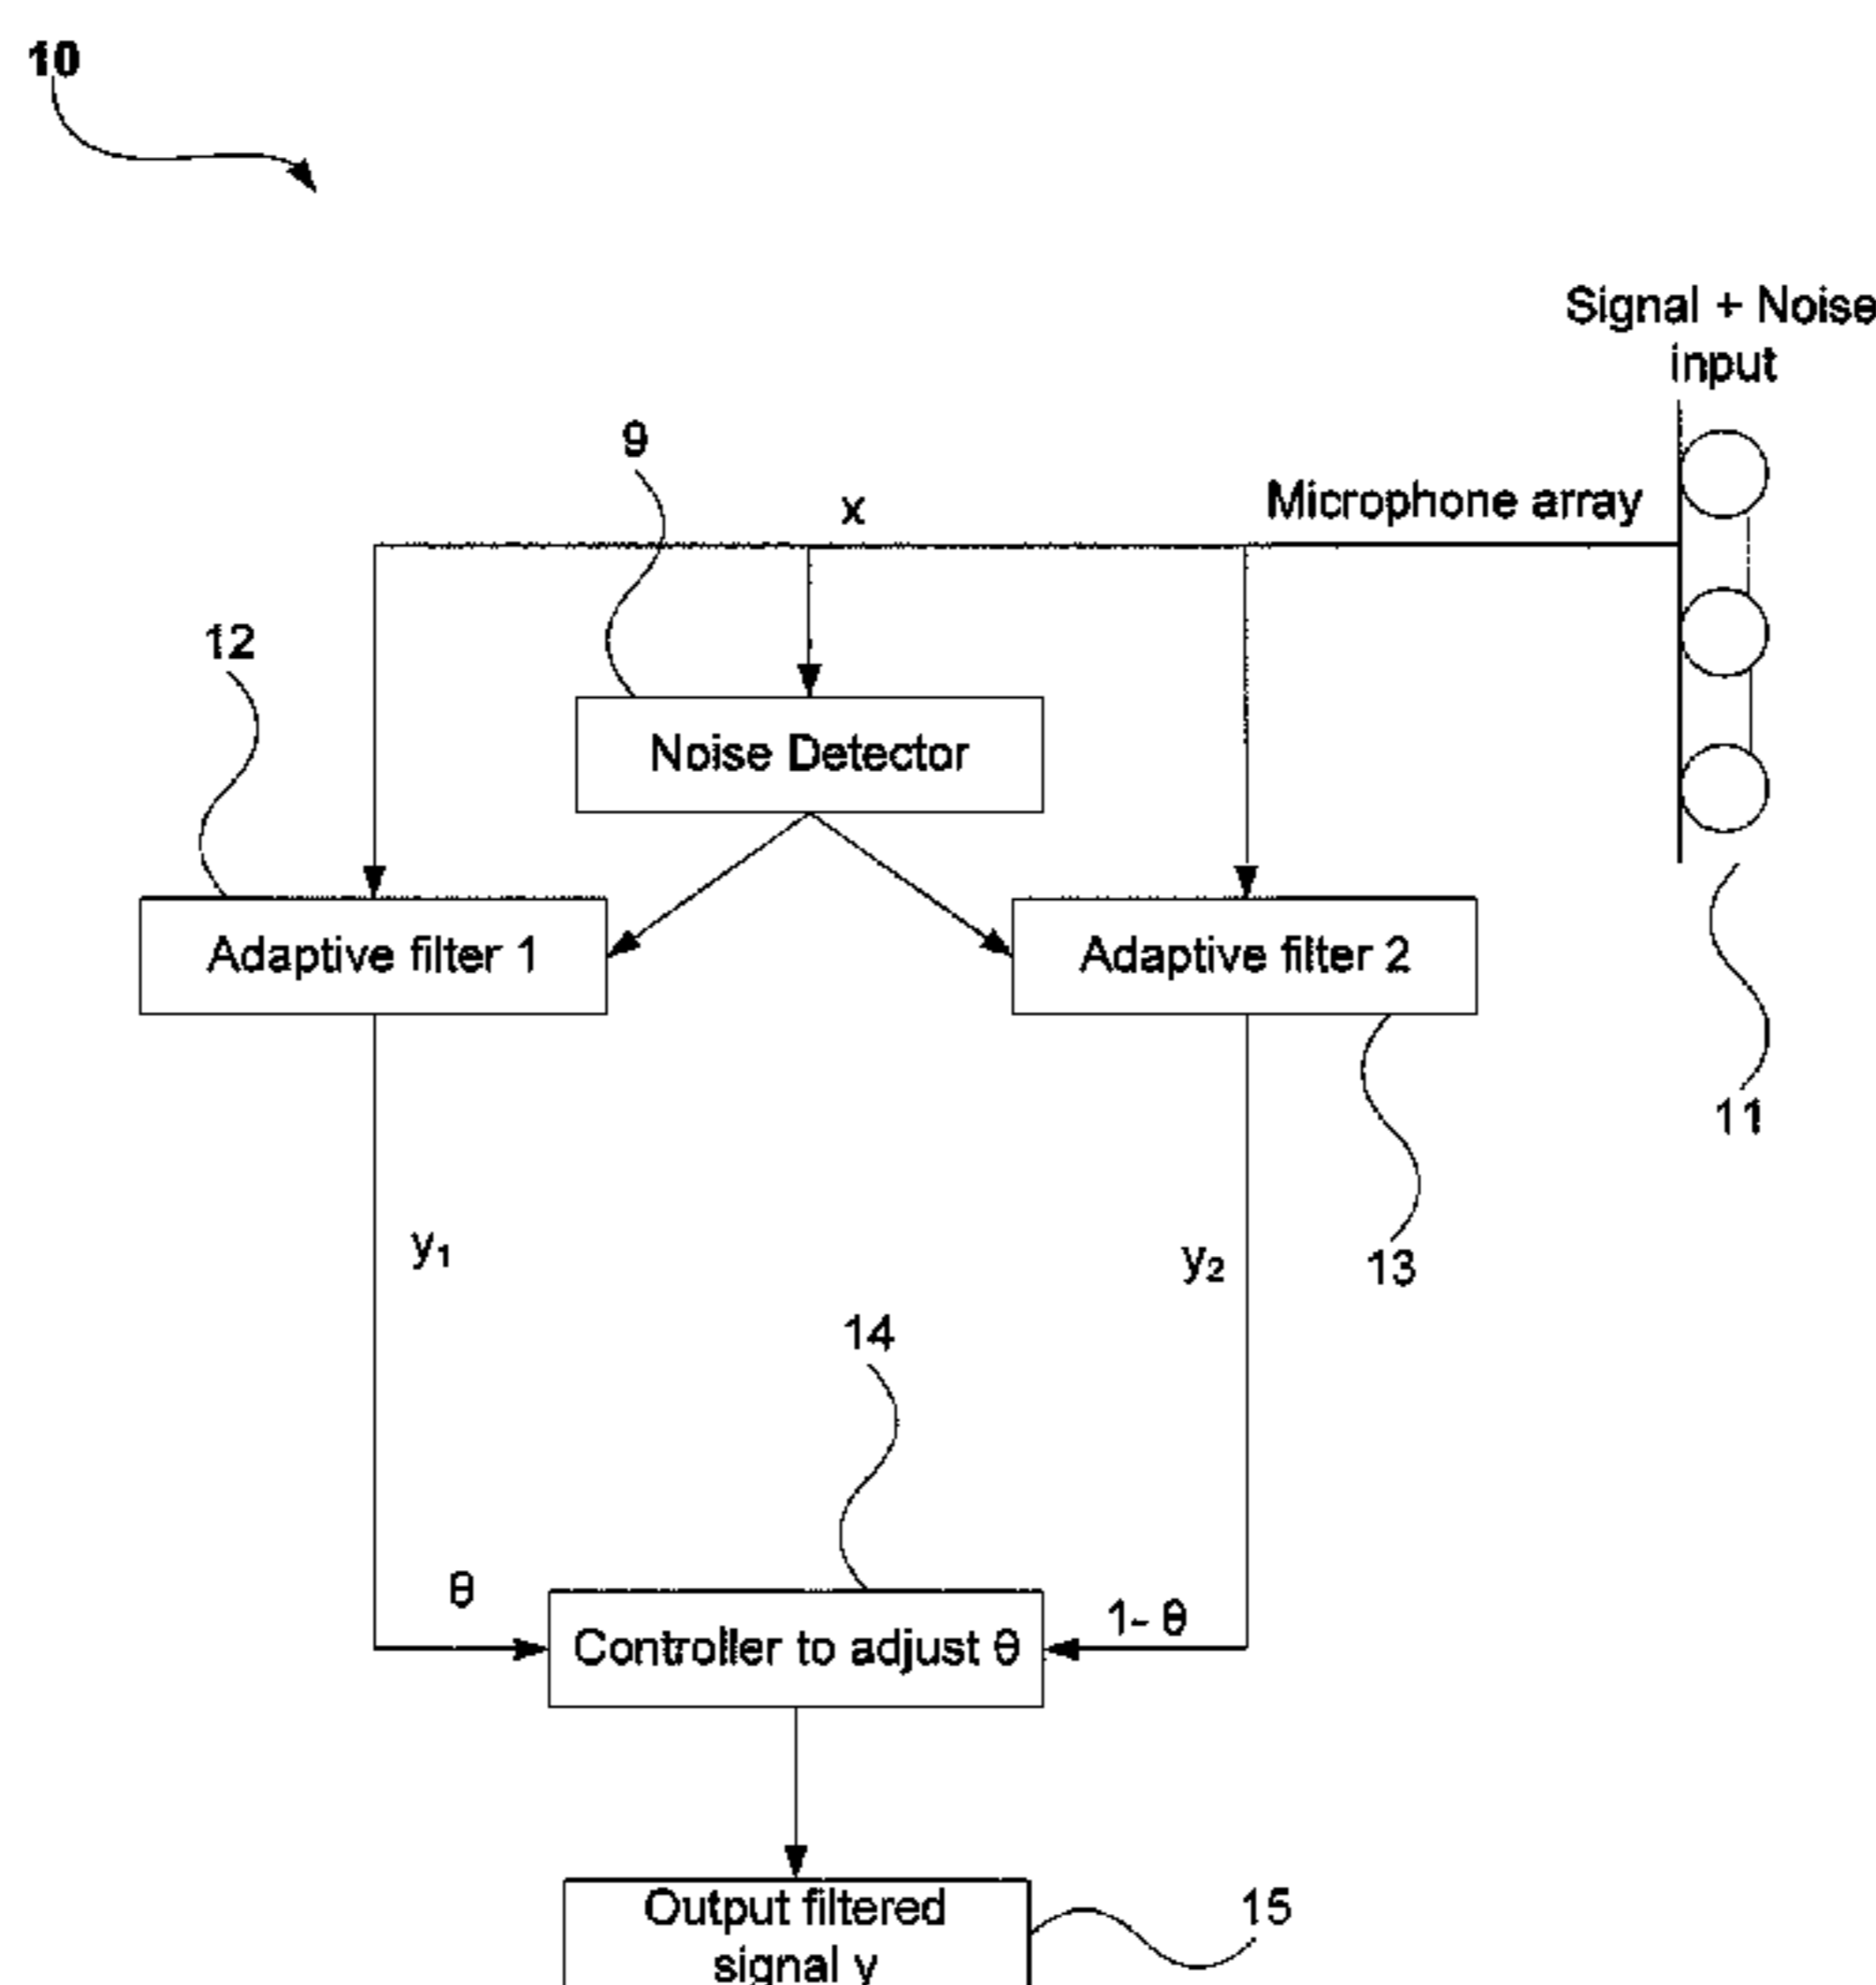 10
Signal + Noise
input
9
x
Microphone array
12
Noise Detector
Adaptive filter 1
Adaptive filter 2
11
y₁
y₂
13
14
θ
1- θ
Controller to adjust θ
Output filtered
signal y
15